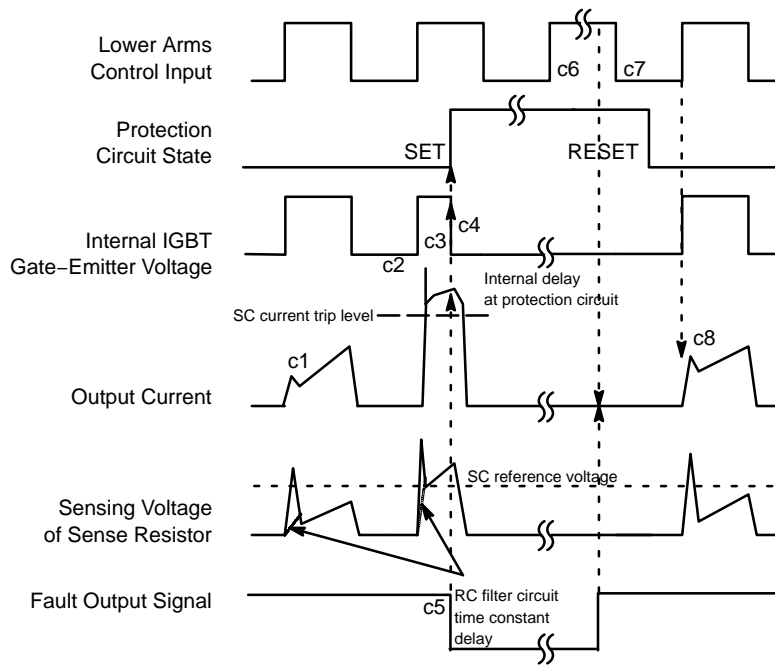 Lower Arms
Control Input
c6
c7
Protection
Circuit State
SET
RESET
Internal IGBT
Gate−Emitter Voltage
c2
c3
c4
Internal delay
at protection circuit
SC current trip level
c1
c8
Output Current
SC reference voltage
Sensing Voltage
of Sense Resistor
Fault Output Signal
c5
RC filter circuit
time constant
delay